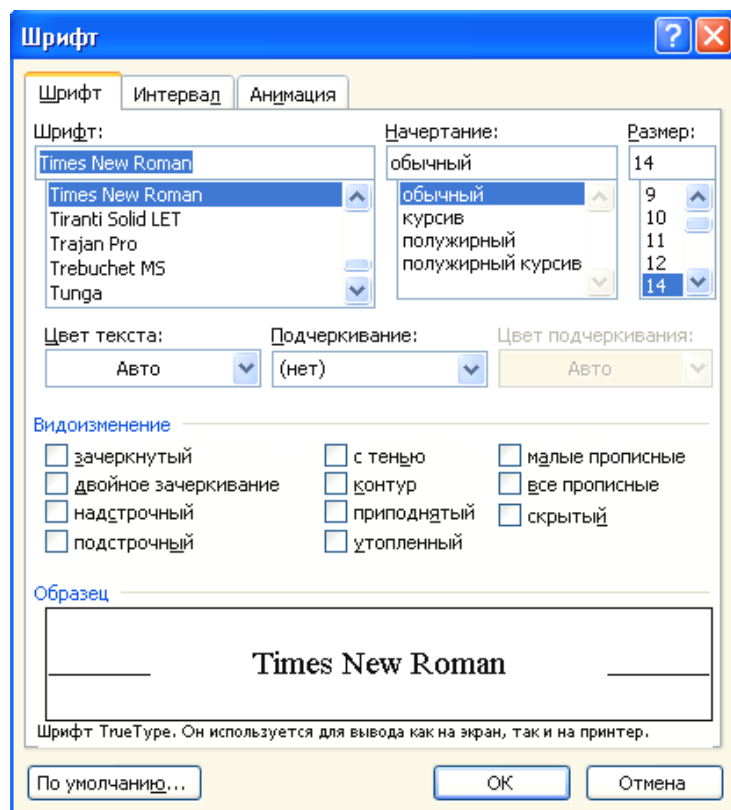 Шрифт
Шрифт Интервал Анимация
Шрифт: Начертание: Размер:
Times New Roman обычный 14
Times New Roman обычный 9
Tiranti Solid LET курсив 10
Trajan Pro полужирный 11
Trebuchet MS полужирный курсив 12
Tunga 14
Цвет текста: Подчеркивание: Цвет подчеркивания:
Авто (нет) Авто
Видоизменение
зачеркнутый с тенью малые прописные
двойное зачеркивание контур все прописные
надстрочный приподнятый скрытый
подстрочный утопленный
Образец
Times New Roman
Шрифт TrueType. Он используется для вывода как на экран, так и на принтер.
По умолчанию... ОК Отмена